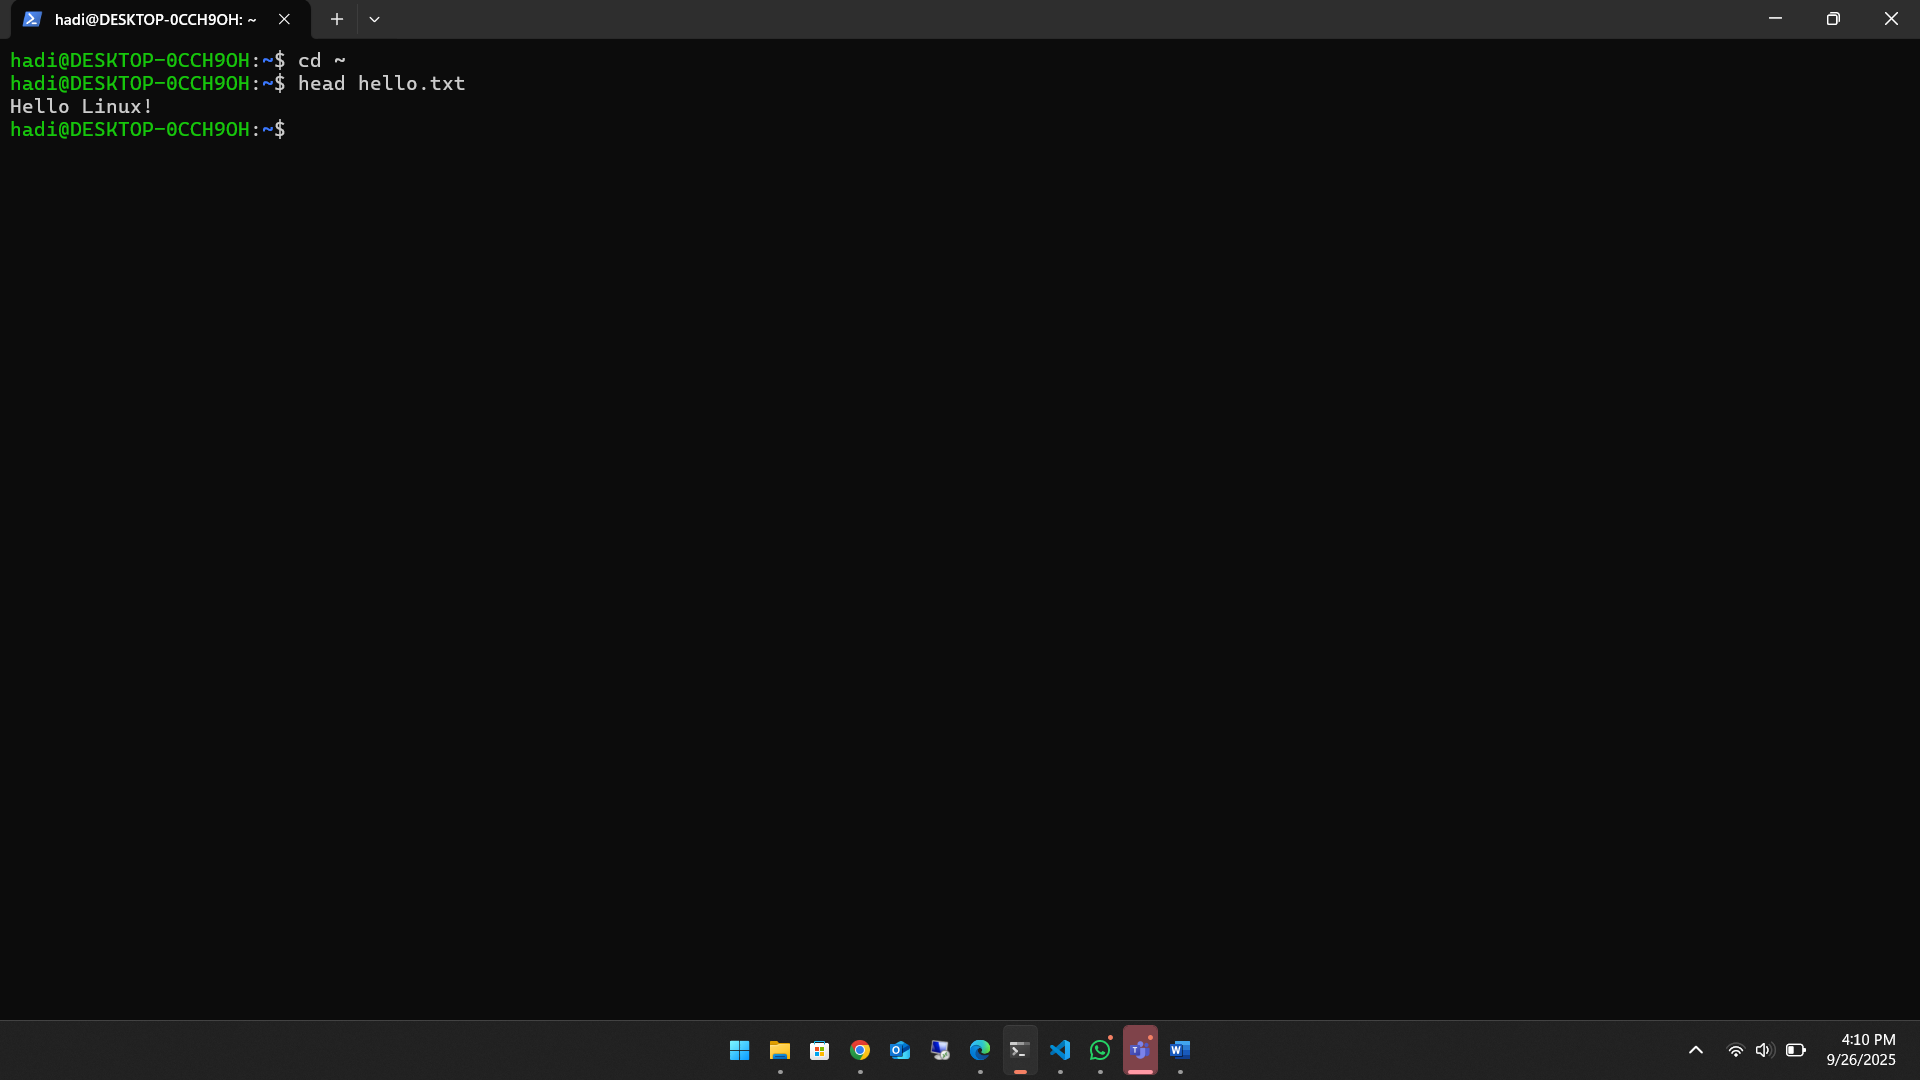 hadi@DESKTOP-0CCH9OH: ~
hadi@DESKTOP-0CCH9OH:~$ cd ~
hadi@DESKTOP-0CCH9OH:~$ head hello.txt
Hello Linux!
hadi@DESKTOP-0CCH9OH:~$
4:10 PM
9/26/2025